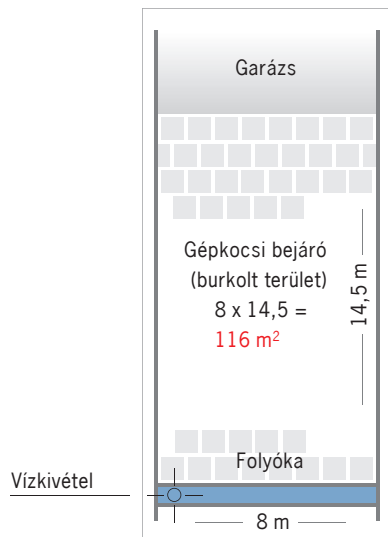 Garázs
Gépkocsi bejáró
(burkolt terület)
8 x 14,5 =
116 m²
14,5 m
Folyóka
Vízkivétel
8 m